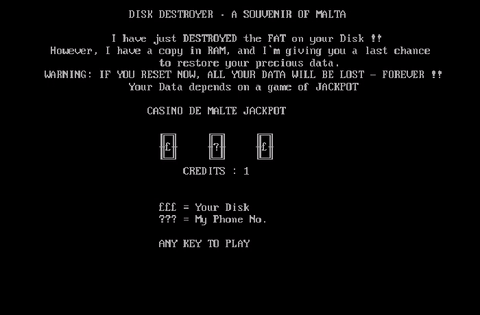 DISK DESTROYER · A SOUVENIR OF MALTA
I have just DESTROYED the FAT on your Disk !!
However, I have a copy in RAM, and I'm giving you a last chance
to restore your precious data.
WARNING: IF YOU RESET NOW, ALL YOUR DATA WILL BE LOST - FOREVER !!
Your Data depends on a game of JACKPOT
CASINO DE MALTE JACKPOT
£ ? £
CREDITS : 1
£££ = Your Disk
??? = My Phone No.
ANY KEY TO PLAY